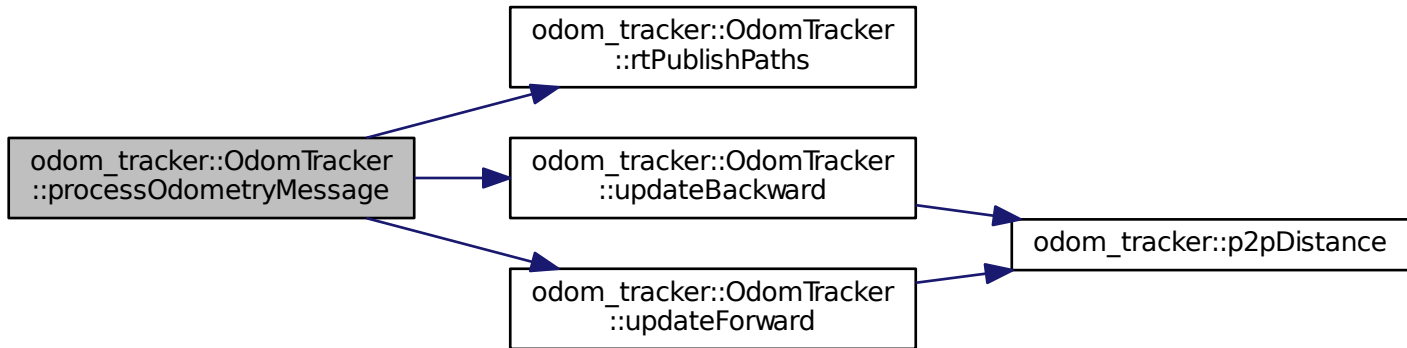 odom_tracker::OdomTracker
::rtPublishPaths
odom_tracker::OdomTracker
::processOdometryMessage
odom_tracker::OdomTracker
::updateBackward
odom_tracker::p2pDistance
odom_tracker::OdomTracker
::updateForward